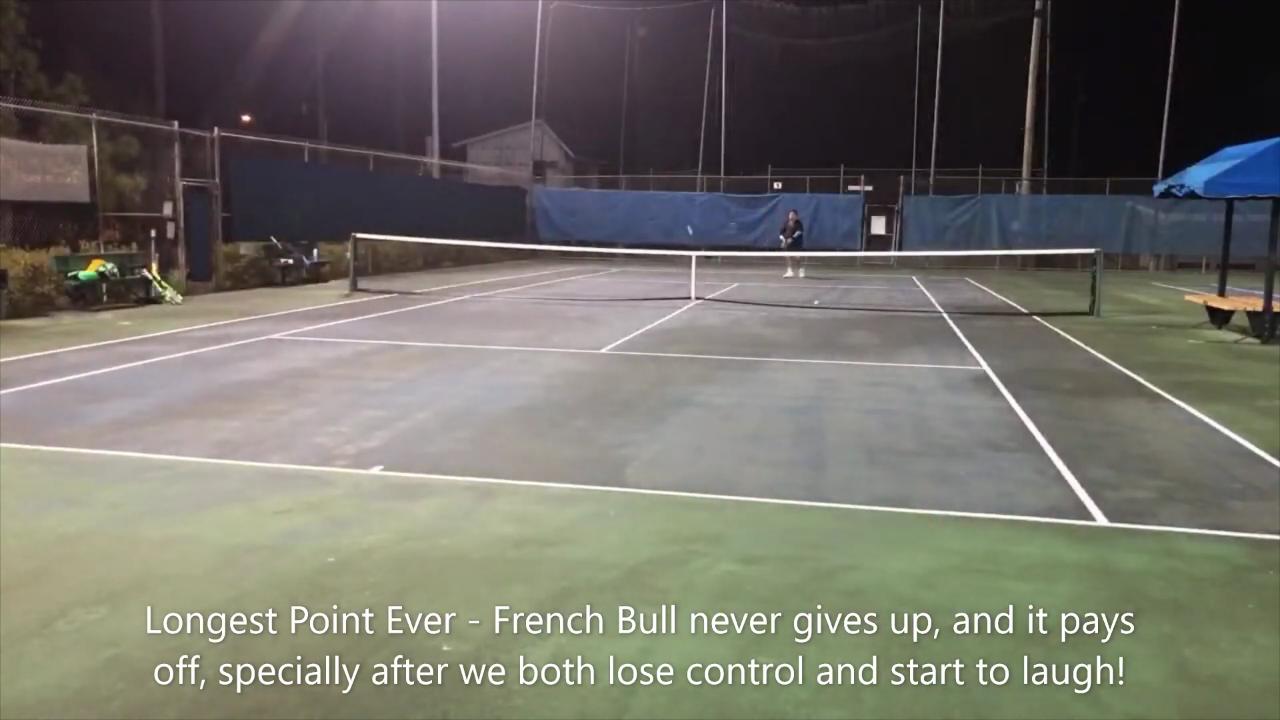 Longest Point Ever - French Bull never gives up, and it pays
off, specially after we both lose control and start to laugh!